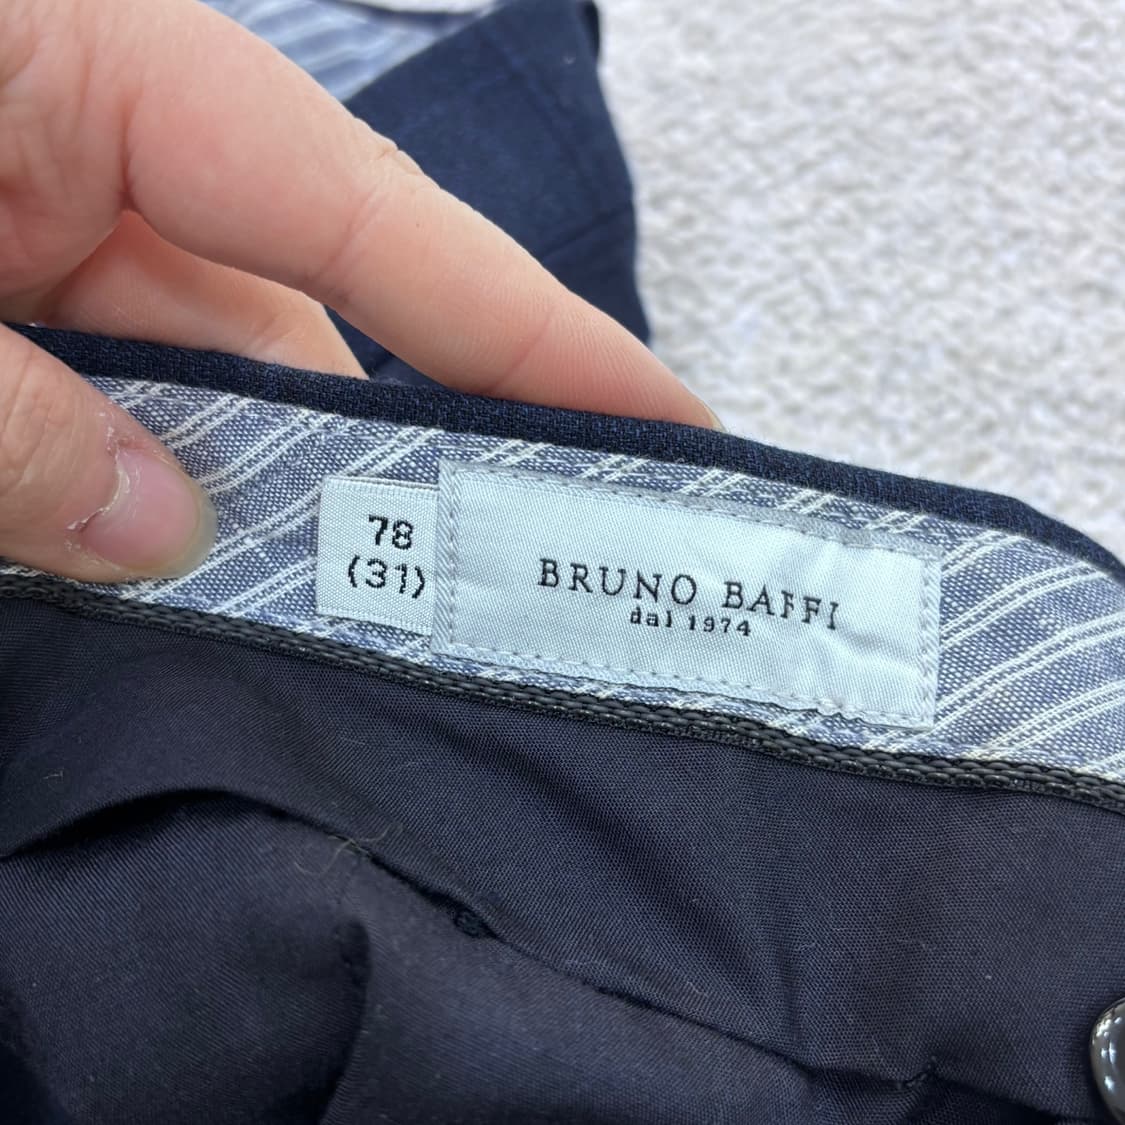 78
(31)
BRUNO BAFFI
dal 1974